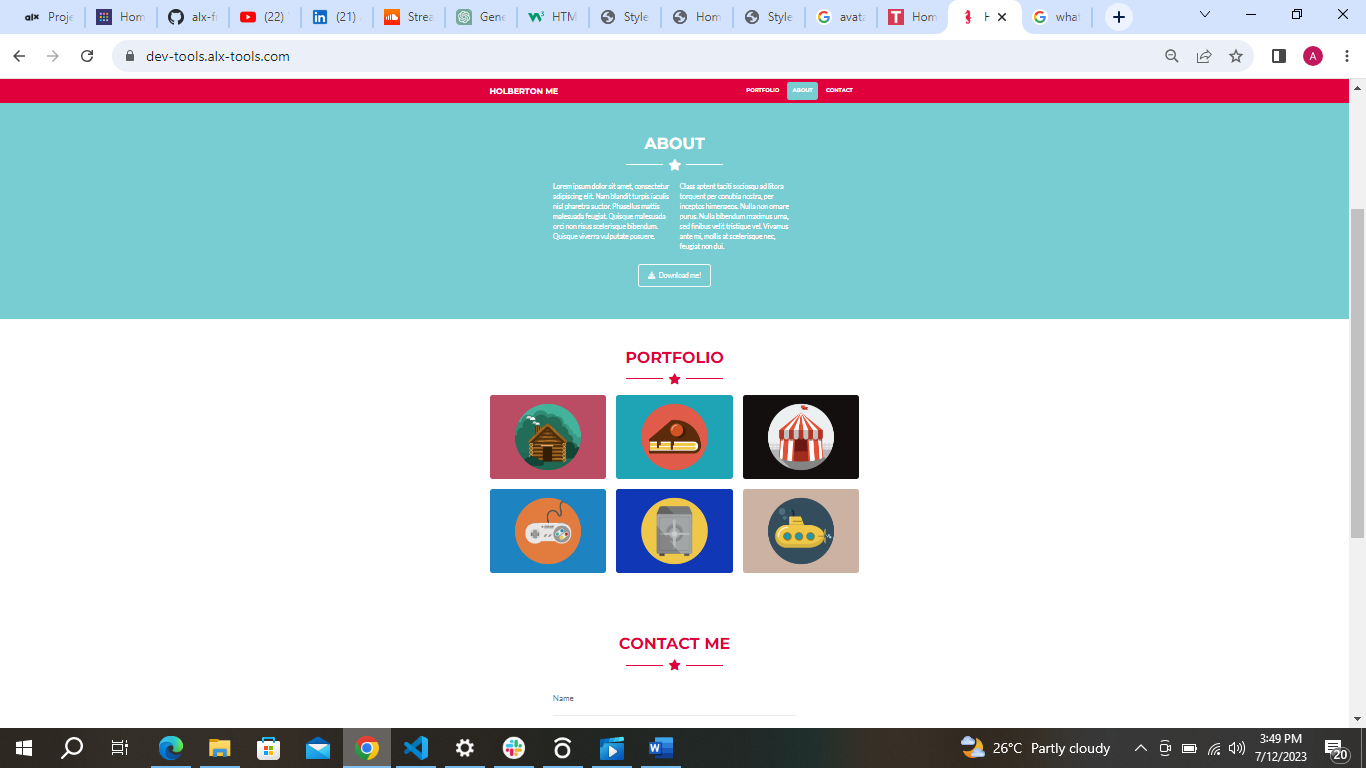 alx Proje
Hom
alx-fr
(22)
(21)
Strea
Gene
HTM
Style
Hom
Style
avata
Hom
H
what
dev-tools.alx-tools.com
A
HOLBERTON ME
PORTFOLIO
ABOUT
CONTACT
ABOUT
Lorem ipsum dolor sit amet, consectetur
adipiscing elit. Nam blandit turpis iaculis
nisl pharetra auctor. Phasellus mattis
malesuada feugiat. Quisque malesuada
orci non risus scelerisque bibendum.
Quisque viverra vulputate posuere.
Class aptent taciti sociosqu ad litora
torquent per conubia nostra, per
inceptos himenaeos. Nulla non ornare
purus. Nulla bibendum maximus urna,
sed finibus velit tristique vel. Vivamus
ante mi, mollis at scelerisque nec,
feugiat non dui.
Download me!
PORTFOLIO
CONTACT ME
Name
26°C Partly cloudy
3:49 PM
7/12/2023
20